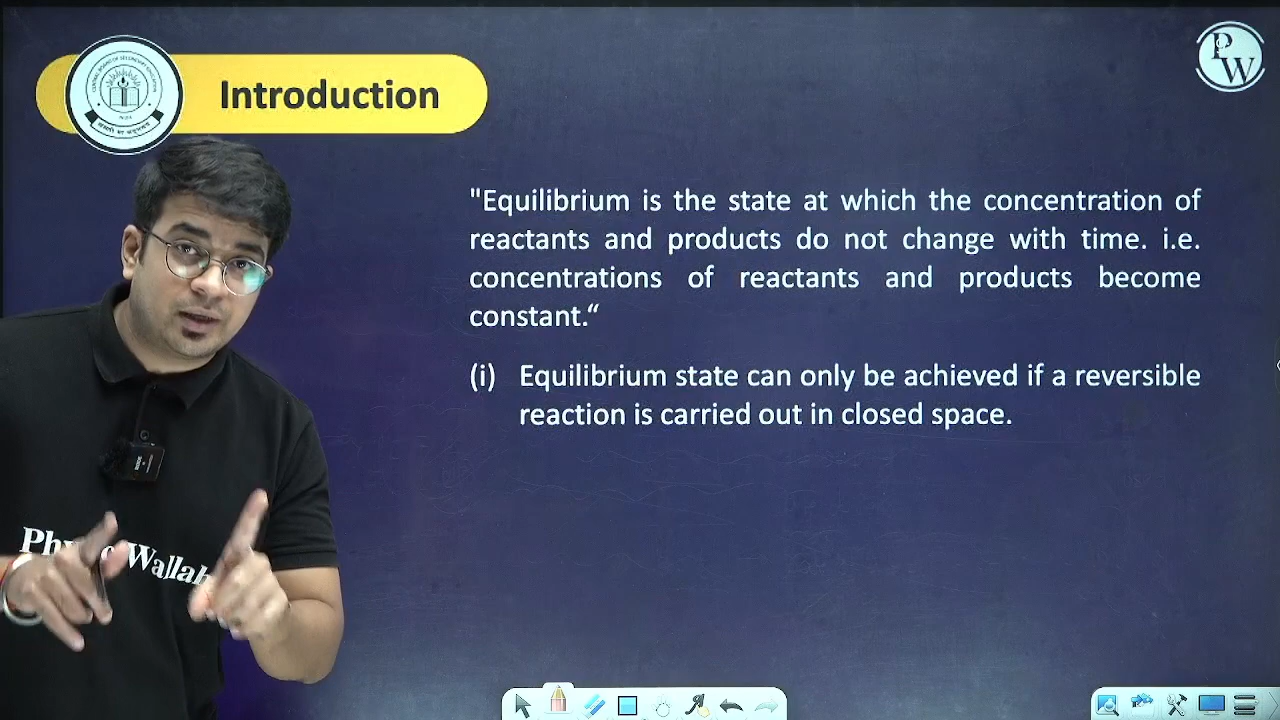 Introduction
PW
"Equilibrium is the state at which the concentration of
reactants and products do not change with time. i.e.
concentrations of reactants and products become
constant.“
(i) Equilibrium state can only be achieved if a reversible
reaction is carried out in closed space.
Wallah